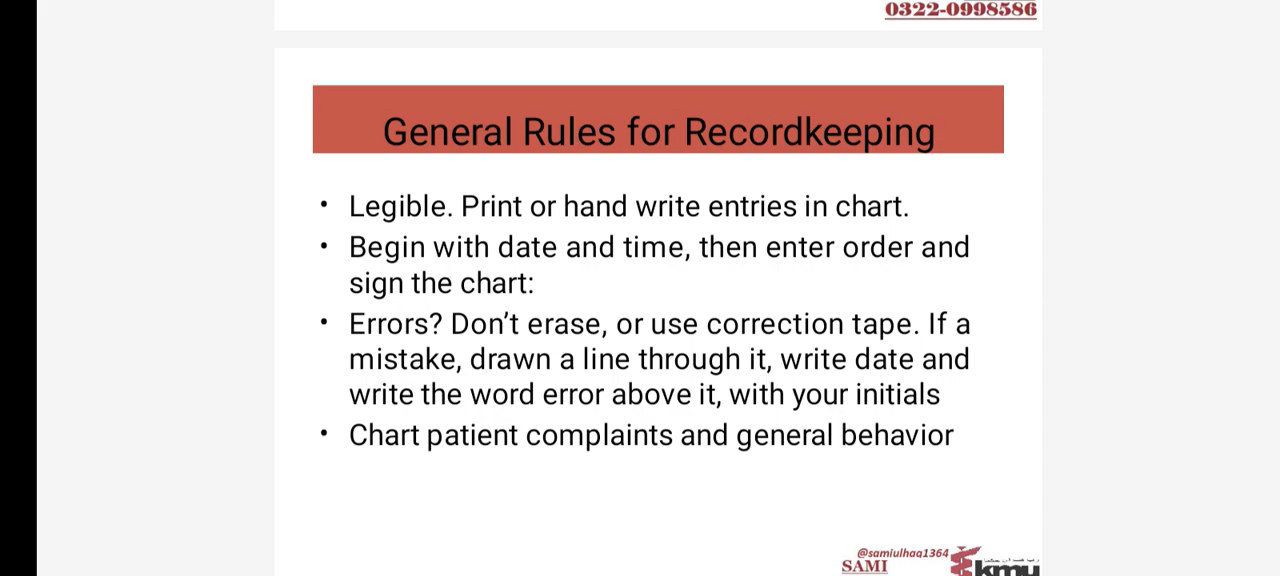 0322-0998586
General Rules for Recordkeeping
• Legible. Print or hand write entries in chart.
• Begin with date and time, then enter order and
sign the chart:
• Errors? Don’t erase, or use correction tape. If a
mistake, drawn a line through it, write date and
write the word error above it, with your initials
• Chart patient complaints and general behavior
@samiulhaq1364
SAMI
kmu